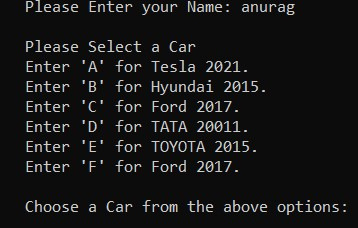 Please Enter your Name: anurag
Please Select a Car
Enter 'A' for Tesla 2021.
Enter 'B' for Hyundai 2015.
Enter 'C' for Ford 2017.
Enter 'D' for TATA 20011.
Enter 'E' for TOYOTA 2015.
Enter 'F' for Ford 2017.
Choose a Car from the above options: